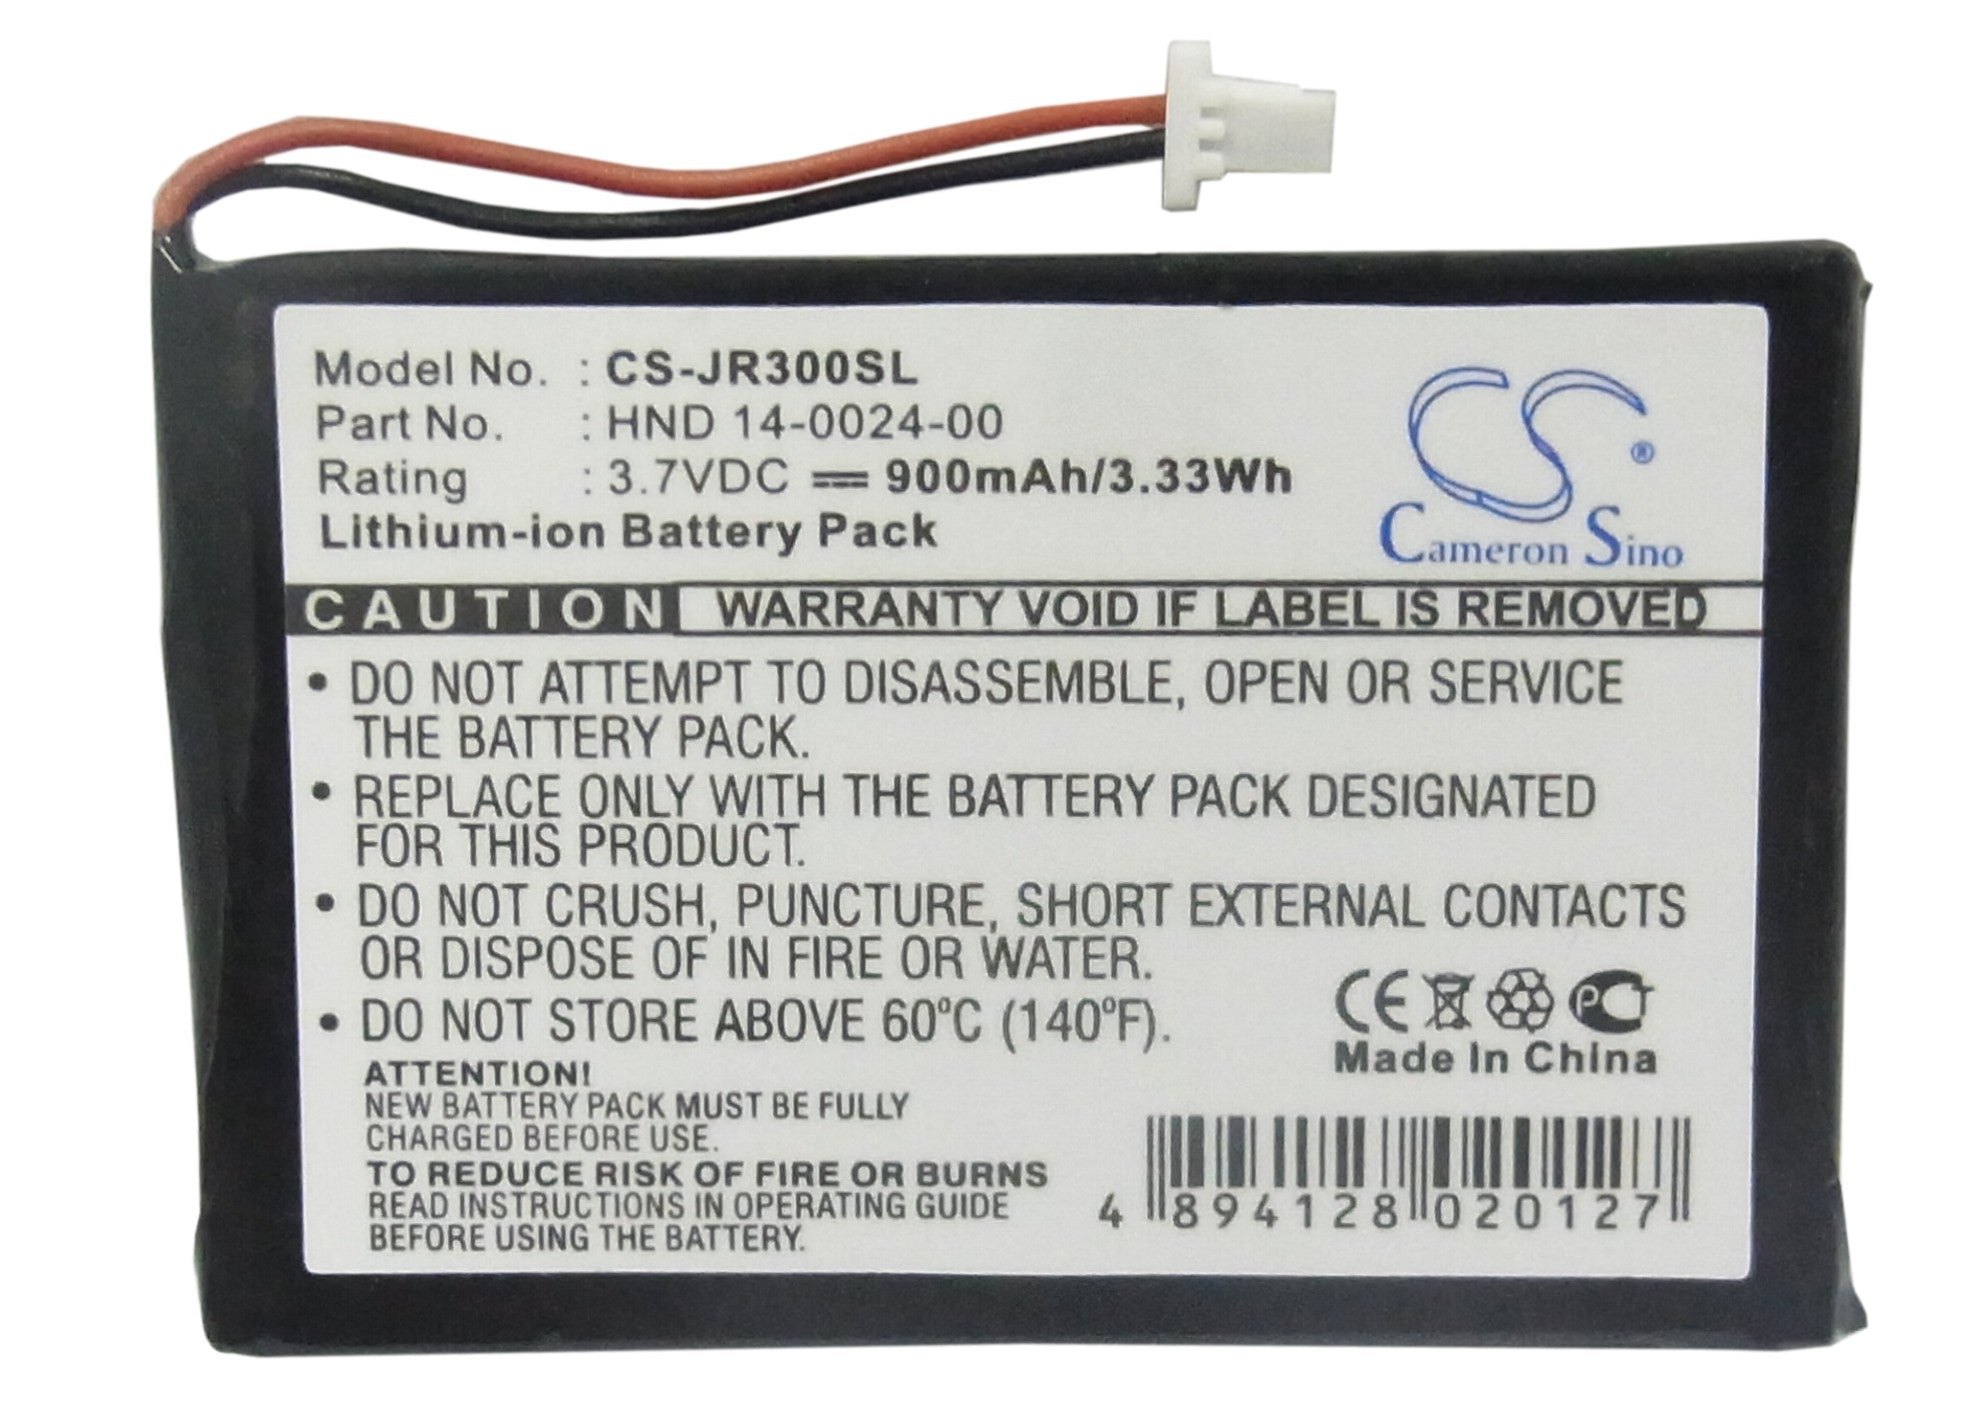 Model No. : CS-JR300SL
Part No. : HND 14-0024-00
Rating : 3.7VDC 900mAh/3.33Wh
Lithium-ion Battery Pack
CS ®
Cameron Sino
CAUTION WARRANTY VOID IF LABEL IS REMOVED
• DO NOT ATTEMPT TO DISASSEMBLE, OPEN OR SERVICE
THE BATTERY PACK.
• REPLACE ONLY WITH THE BATTERY PACK DESIGNATED
FOR THIS PRODUCT.
• DO NOT CRUSH, PUNCTURE, SHORT EXTERNAL CONTACTS
OR DISPOSE OF IN FIRE OR WATER.
• DO NOT STORE ABOVE 60ºC (140ºF).
CE PCT
Made In China
ATTENTION!
NEW BATTERY PACK MUST BE FULLY
CHARGED BEFORE USE.
TO REDUCE RISK OF FIRE OR BURNS
READ INSTRUCTIONS IN OPERATING GUIDE
BEFORE USING THE BATTERY.
4 894128 020127